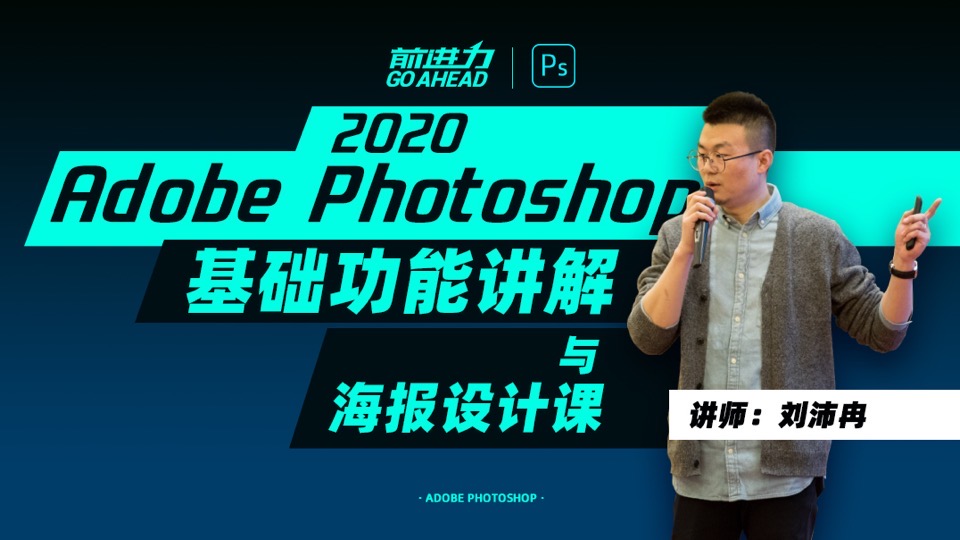 前进力
GO AHEAD
Ps
2020
Adobe Photoshop
基础功能讲解
与
海报设计课
讲师：刘沛冉
- ADOBE PHOTOSHOP -